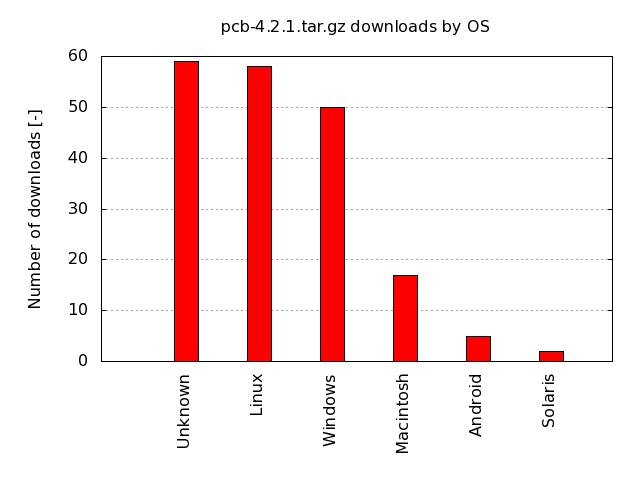 pcb-4.2.1.tar.gz downloads by OS
Number of downloads [-]
60
50
40
30
20
10
0
Unknown
Linux
Windows
Macintosh
Android
Solaris